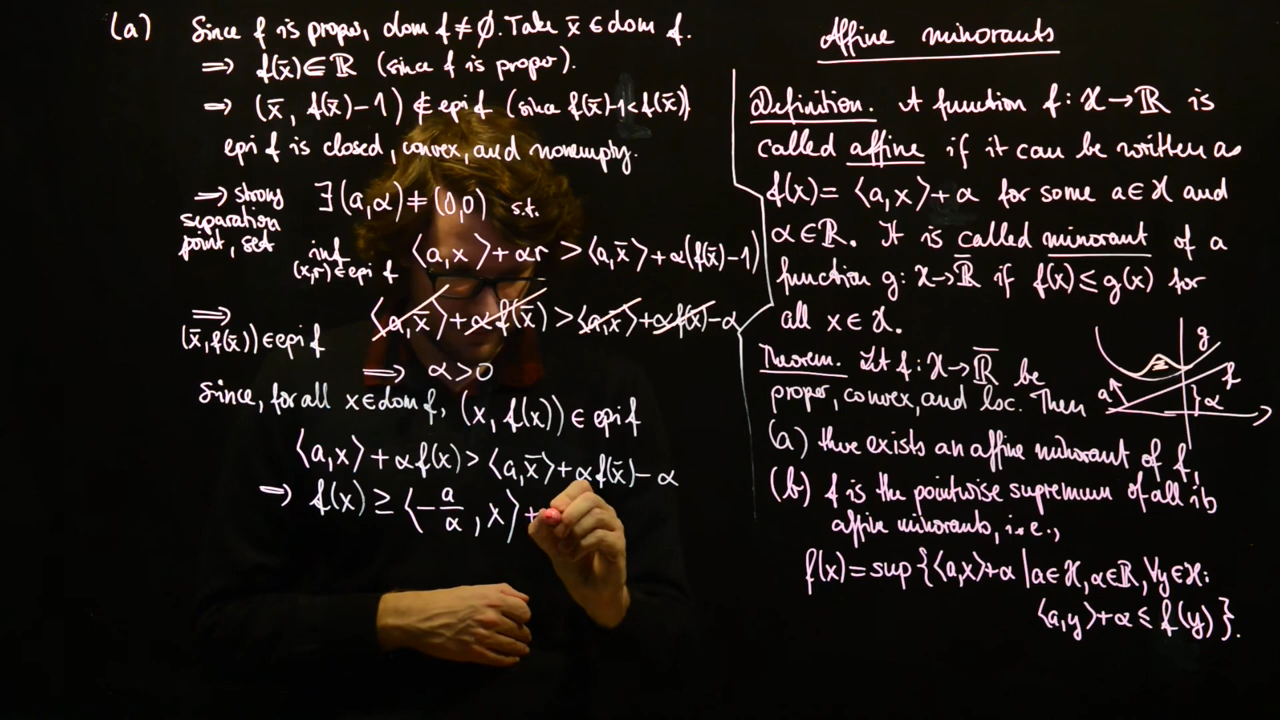 (a) Since f is proper, dom f ≠ ∅. Take x̄ ∈ dom f.
⟹ f(x̄) ∈ ℝ (since f is proper).
⟹ (x̄, f(x̄)-1) ∉ epi f (since f(x̄)-1 < f(x̄))
epi f is closed, convex, and nonempty.
⟹ strong separation point, set ∃ (a,α) ≠ (0,0) s.t.
inf (x,r) ∈ epi f ⟨a,x⟩ + αr > ⟨a,x̄⟩ + α(f(x̄)-1)
⟹ (x̄, f(x̄)) ∈ epi f ⟨a,x̄⟩ + αf(x̄) > ⟨a,x̄⟩ + αf(x̄) - α
⟹ α > 0
Since, for all x ∈ dom f, (x, f(x)) ∈ epi f
⟨a,x⟩ + αf(x) > ⟨a,x̄⟩ + αf(x̄) - α
⟹ f(x) ≥ ⟨-a/α, x⟩ +
Affine minorants
Definition. A function f: X → ℝ is
called affine if it can be written as
f(x) = ⟨a,x⟩ + α for some a ∈ X and
α ∈ ℝ. It is called minorant of a
function g: X → ℝ̄ if f(x) ≤ g(x) for
all x ∈ X.
Theorem. Let f: X → ℝ̄ be
proper, convex, and lsc. Then
(a) there exists an affine minorant of f,
(b) f is the pointwise supremum of all its
affine minorants, i.e.,
f(x) = sup {⟨a,x⟩ + α | a ∈ X, α ∈ ℝ, ∀y ∈ X:
⟨a,y⟩ + α ≤ f(y)}.
g
f
a
α